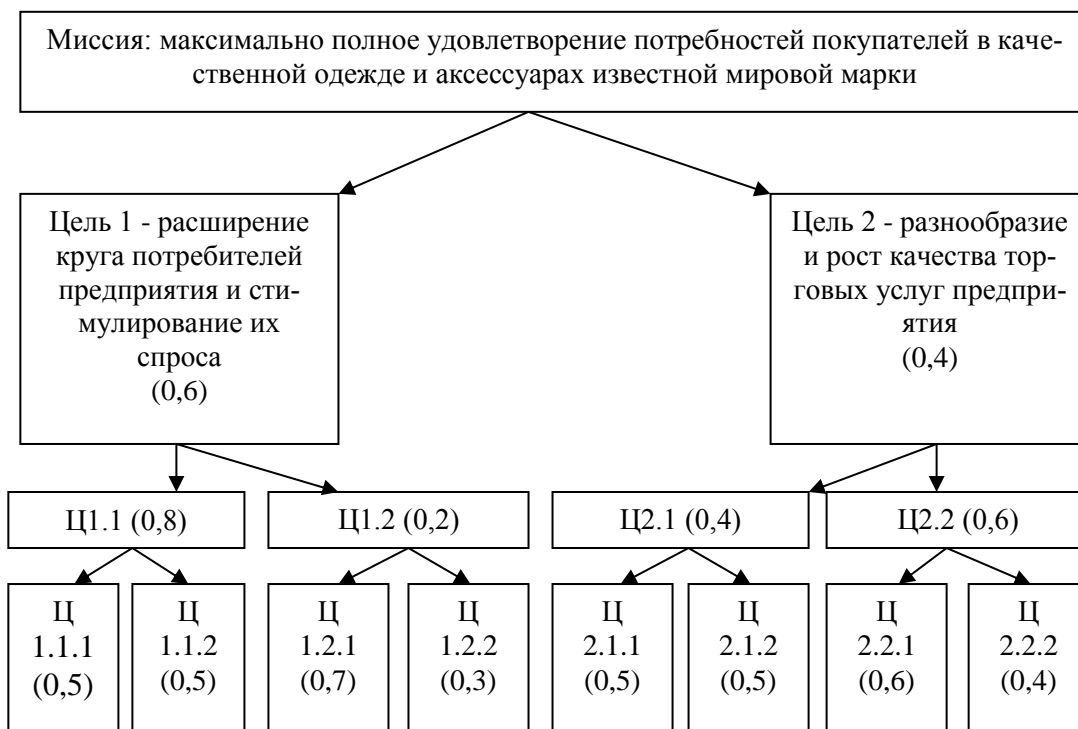 Миссия: максимально полное удовлетворение потребностей покупателей в каче-
ственной одежде и аксессуарах известной мировой марки
Цель 1 - расширение
круга потребителей
предприятия и сти-
мулирование их
спроса
(0,6)
Цель 2 - разнообразие
и рост качества тор-
говых услуг предпри-
ятия
(0,4)
Ц1.1 (0,8)
Ц1.2 (0,2)
Ц2.1 (0,4)
Ц2.2 (0,6)
Ц
1.1.1
(0,5)
Ц
1.1.2
(0,5)
Ц
1.2.1
(0,7)
Ц
1.2.2
(0,3)
Ц
2.1.1
(0,5)
Ц
2.1.2
(0,5)
Ц
2.2.1
(0,6)
Ц
2.2.2
(0,4)